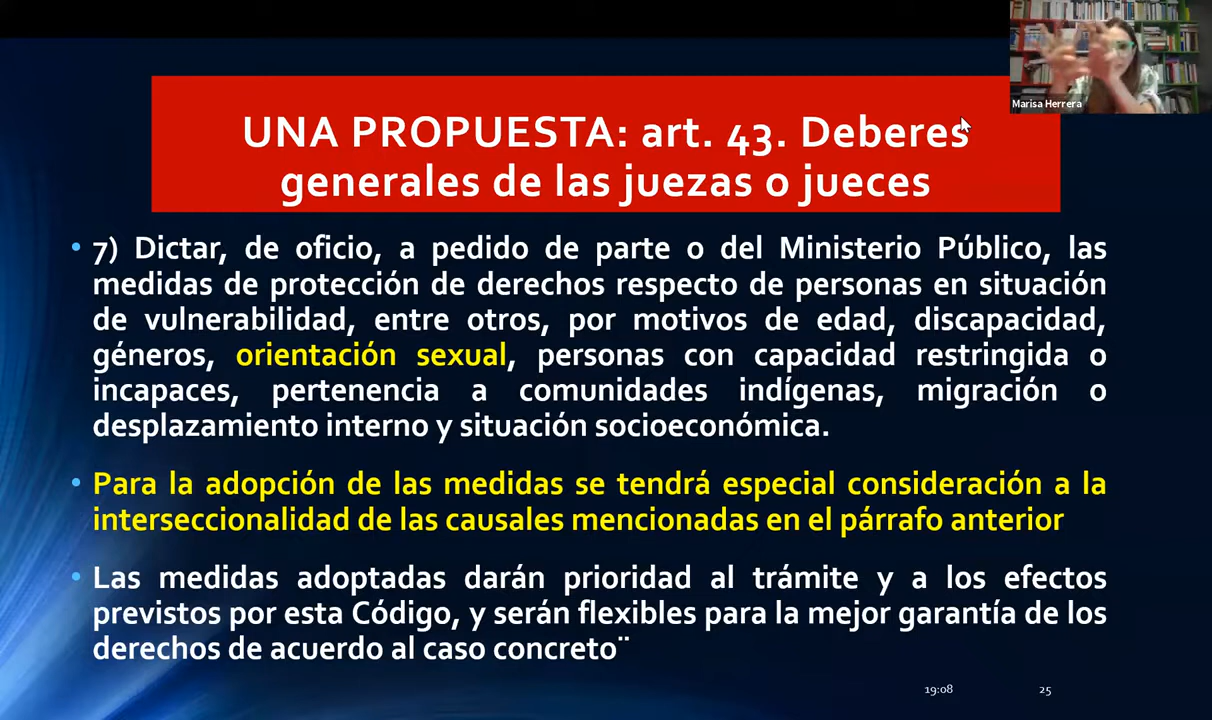 Marisa Herrera
UNA PROPUESTA: art. 43. Deberes
generales de las juezas o jueces
• 7) Dictar, de oficio, a pedido de parte o del Ministerio Público, las
medidas de protección de derechos respecto de personas en situación
de vulnerabilidad, entre otros, por motivos de edad, discapacidad,
géneros, orientación sexual, personas con capacidad restringida o
incapaces, pertenencia a comunidades indígenas, migración o
desplazamiento interno y situación socioeconómica.
• Para la adopción de las medidas se tendrá especial consideración a la
interseccionalidad de las causales mencionadas en el párrafo anterior
• Las medidas adoptadas darán prioridad al trámite y a los efectos
previstos por esta Código, y serán flexibles para la mejor garantía de los
derechos de acuerdo al caso concreto¨
19:08 25